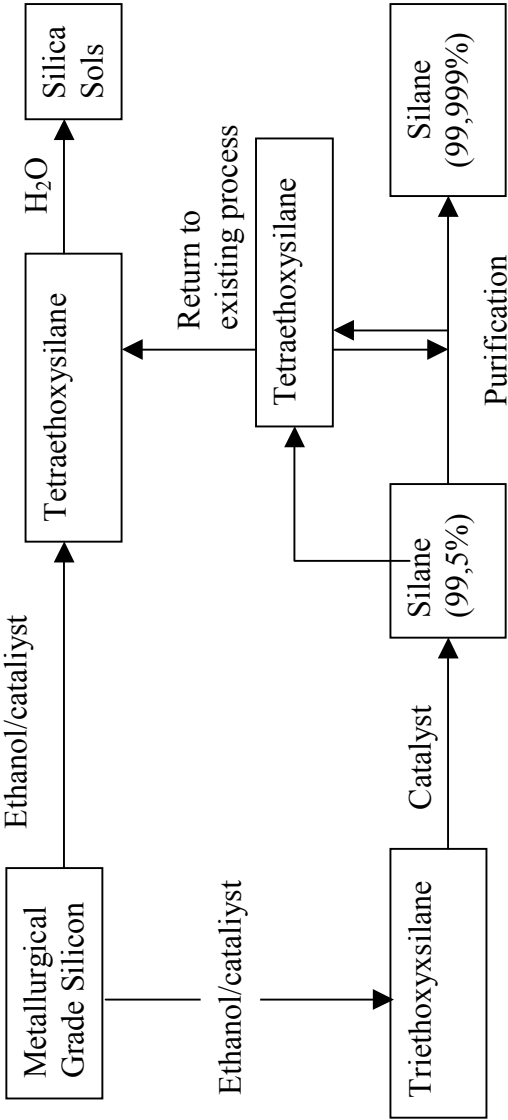 Metallurgical
Grade Silicon
Ethanol/cataliyst
Tetraethoxysilane
H₂O
Silica
Sols
Ethanol/cataliyst
Return to
existing process
Tetraethoxysilane
Triethoxyxsilane
Catalyst
Silane
(99,5%)
Purification
Silane
(99,999%)